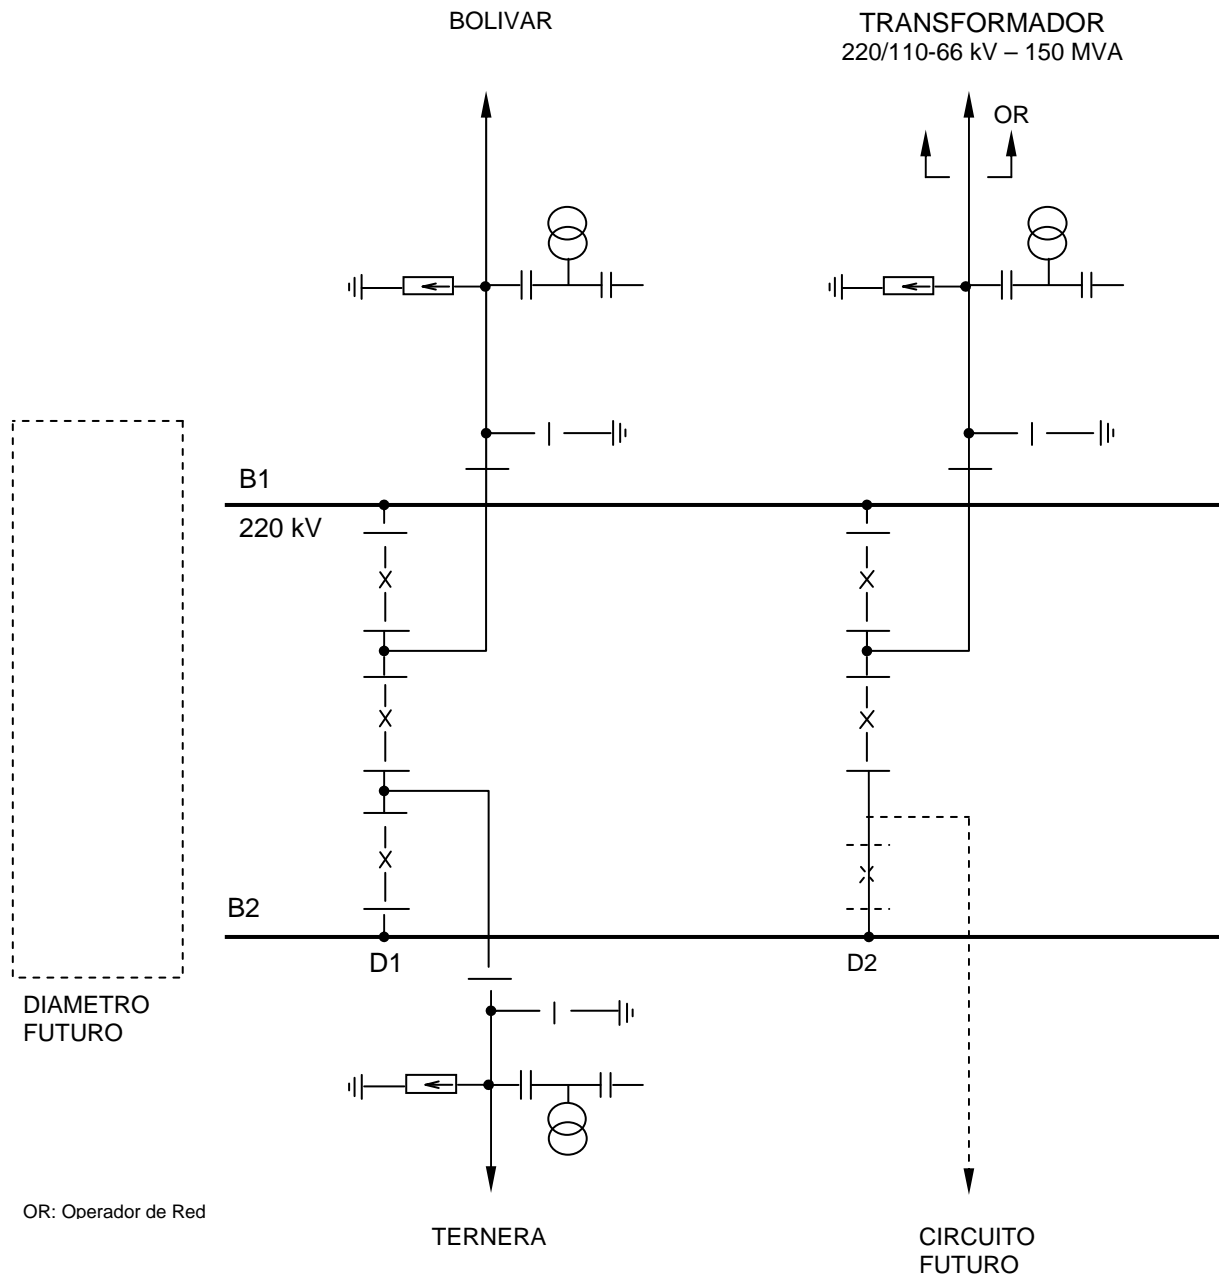 BOLIVAR
TRANSFORMADOR
220/110-66 kV – 150 MVA
OR
B1
220 kV
B2
D1
D2
DIAMETRO
FUTURO
OR: Operador de Red
TERNERA
CIRCUITO
FUTURO